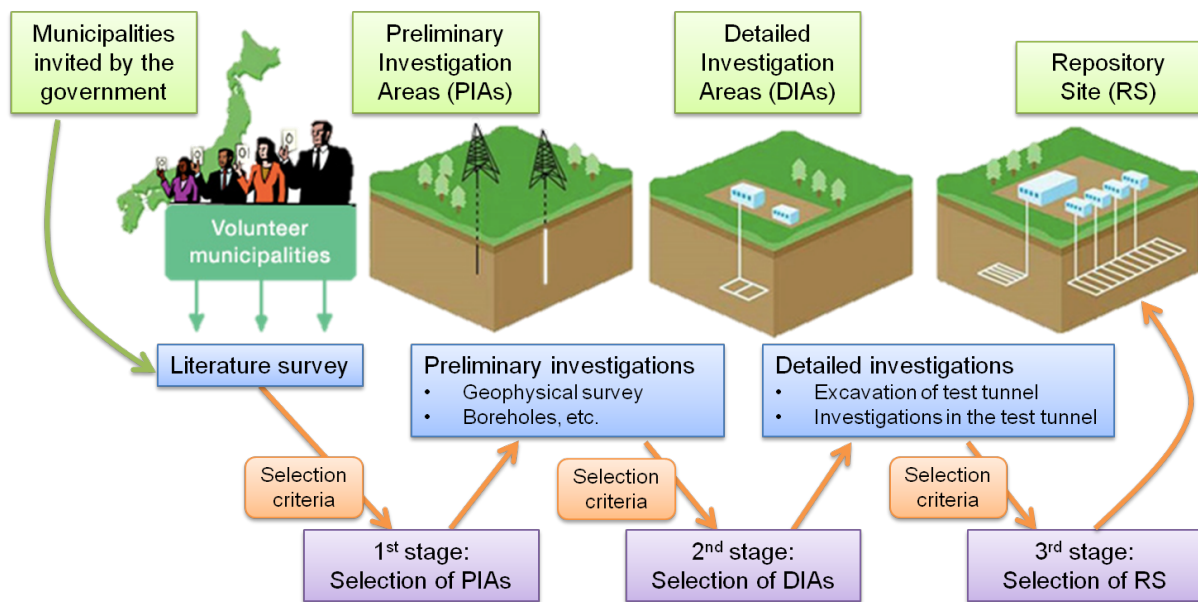 Municipalities
invited by the
government
Preliminary
Investigation
Areas (PIAs)
Detailed
Investigation
Areas (DIAs)
Repository
Site (RS)
Volunteer
municipalities
Literature survey
Preliminary investigations
• Geophysical survey
• Boreholes, etc.
Detailed investigations
• Excavation of test tunnel
• Investigations in the test tunnel
Selection
criteria
Selection
criteria
Selection
criteria
1st stage:
Selection of PIAs
2nd stage:
Selection of DIAs
3rd stage:
Selection of RS